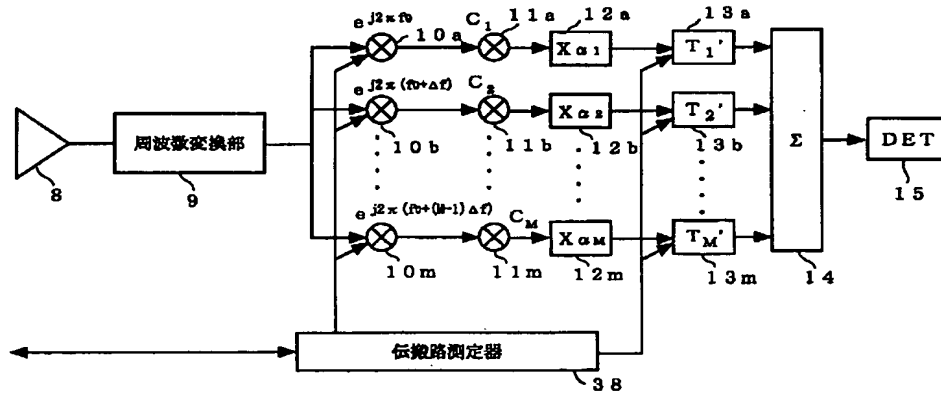 e^j2πf0 10a C₁ 11a 12a 13a
Xα1 T₁'
e^j2π(f0+Δf) C₂
周波数変換部 Xα2 T₂' Σ DET
8 9 10b 11b 12b 13b 15
e^j2π(f0+(M-1)Δf) C_M
XαM T_M'
10m 11m 12m 13m 14
伝搬路測定器
38